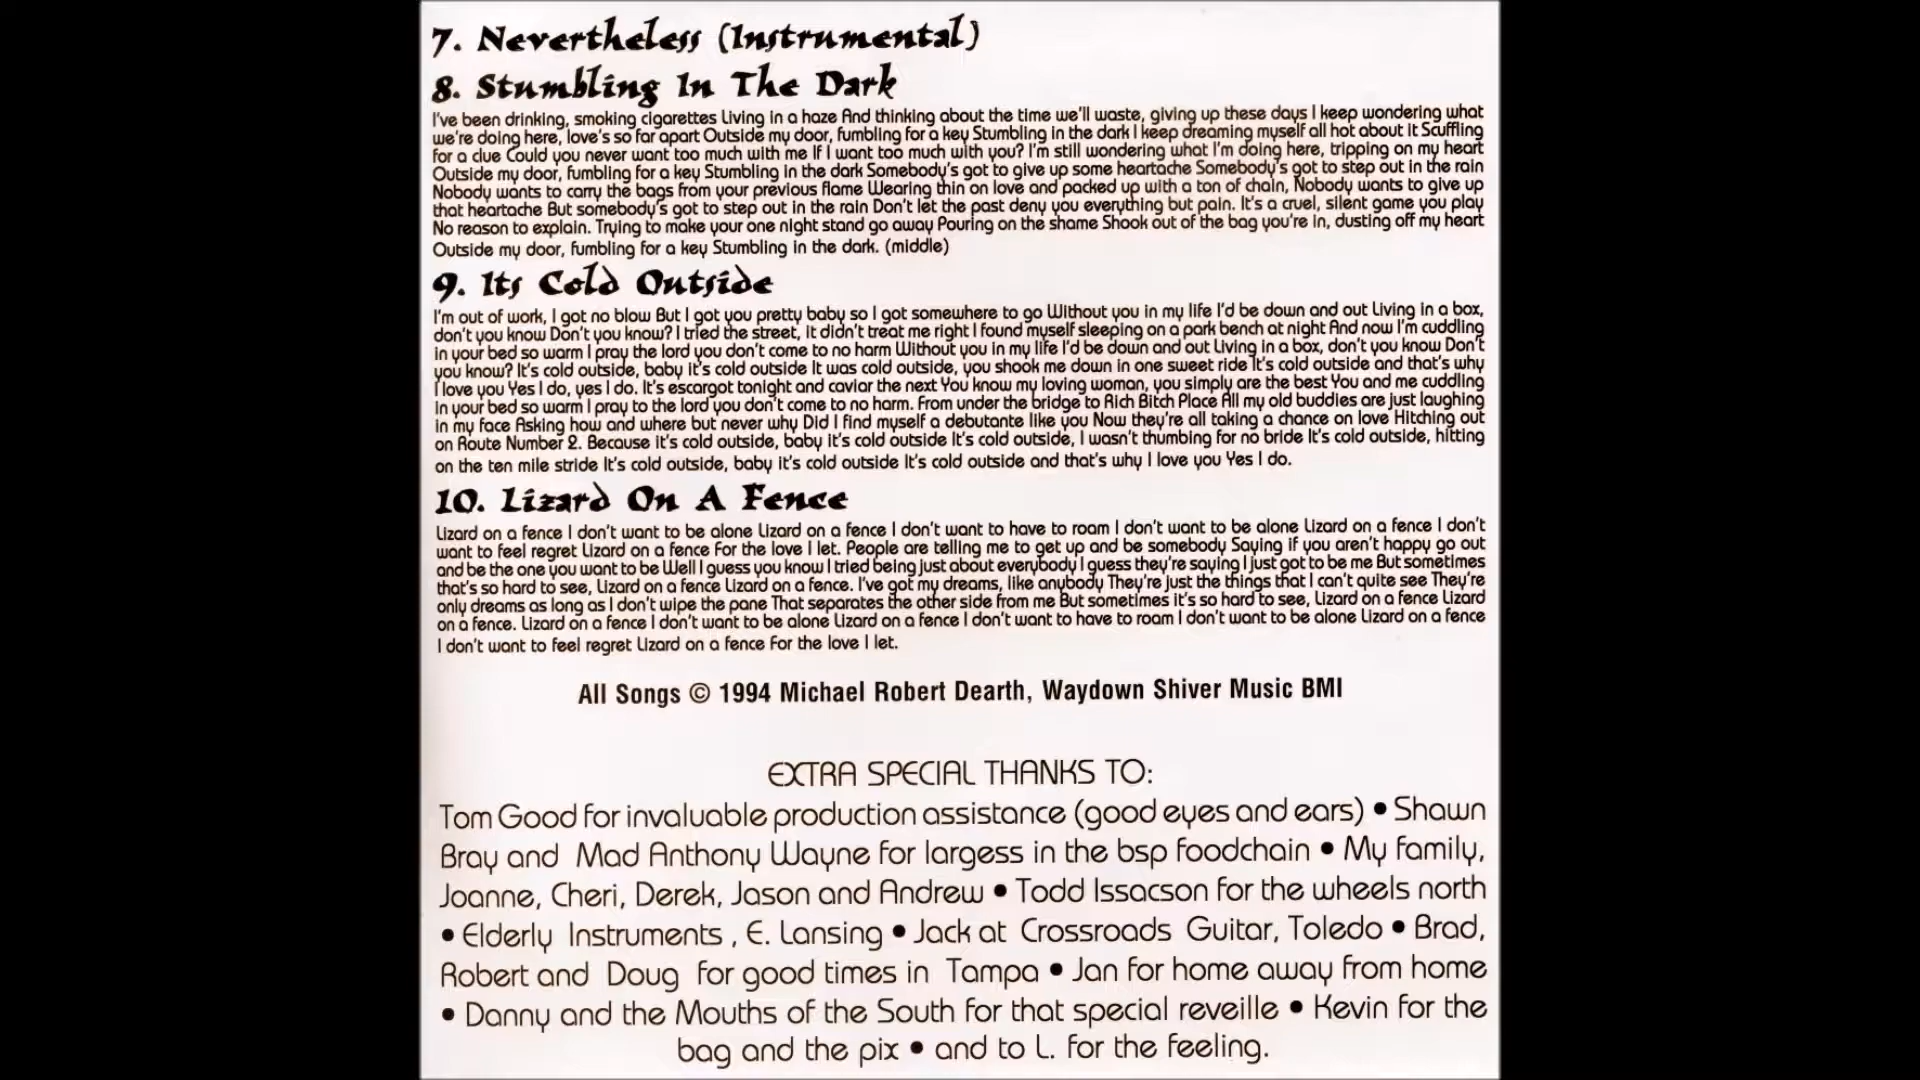 7. Nevertheless (Instrumental)
8. Stumbling In The Dark
I've been drinking, smoking cigarettes Living in a haze And thinking about the time we'll waste, giving up these days I keep wondering what
we're doing here, love's so far apart Outside my door, fumbling for a key Stumbling in the dark I keep dreaming myself all hot about it Scuffling
for a clue Could you never want too much with me If I want too much with you? I'm still wondering what I'm doing here, tripping on my heart
Outside my door, fumbling for a key Stumbling in the dark Somebody's got to give up some heartache Somebody's got to step out in the rain
Nobody wants to carry the bags from your previous flame Wearing thin on love and packed up with a ton of chain, Nobody wants to give up
that heartache But somebody's got to step out in the rain Don't let the past deny you everything but pain. It's a cruel, silent game you play
No reason to explain. Trying to make your one night stand go away Pouring on the shame Shook out of the bag you're in, dusting off my heart
Outside my door, fumbling for a key Stumbling in the dark. (middle)
9. Its Cold Outside
I'm out of work, I got no blow But I got you pretty baby so I got somewhere to go Without you in my life I'd be down and out Living in a box,
don't you know Don't you know? I tried the street, it didn't treat me right I found myself sleeping on a park bench at night And now I'm cuddling
in your bed so warm I pray the lord you don't come to no harm Without you in my life I'd be down and out Living in a box, don't you know Don't
you know? It's cold outside, baby it's cold outside It was cold outside, you shook me down in one sweet ride It's cold outside and that's why
I love you Yes I do, yes I do. It's escargot tonight and caviar the next You know my loving woman, you simply are the best You and me cuddling
in your bed so warm I pray to the lord you don't come to no harm. From under the bridge to Rich Bitch Place All my old buddies are just laughing
in my face Asking how and where but never why Did I find myself a debutante like you Now they're all taking a chance on love Hitching out
on Route Number 2. Because it's cold outside, baby it's cold outside It's cold outside, I wasn't thumbing for no bride It's cold outside, hitting
on the ten mile stride It's cold outside, baby it's cold outside It's cold outside and that's why I love you Yes I do.
10. Lizard On A Fence
Lizard on a fence I don't want to be alone Lizard on a fence I don't want to have to roam I don't want to be alone Lizard on a fence I don't
want to feel regret Lizard on a fence For the love I let. People are telling me to get up and be somebody Saying if you aren't happy go out
and be the one you want to be Well I guess you know I tried being just about everybody I guess they're saying I just got to be me But sometimes
that's so hard to see, Lizard on a fence Lizard on a fence. I've got my dreams, like anybody They're just the things that I can't quite see They're
only dreams as long as I don't wipe the pane That separates the other side from me But sometimes it's so hard to see, Lizard on a fence Lizard
on a fence. Lizard on a fence I don't want to be alone Lizard on a fence I don't want to have to roam I don't want to be alone Lizard on a fence
I don't want to feel regret Lizard on a fence For the love I let.
All Songs © 1994 Michael Robert Dearth, Waydown Shiver Music BMI
EXTRA SPECIAL THANKS TO:
Tom Good for invaluable production assistance (good eyes and ears) • Shawn
Bray and Mad Anthony Wayne for largess in the bsp foodchain • My family,
Joanne, Cheri, Derek, Jason and Andrew • Todd Issacson for the wheels north
• Elderly Instruments , E. Lansing • Jack at Crossroads Guitar, Toledo • Brad,
Robert and Doug for good times in Tampa • Jan for home away from home
• Danny and the Mouths of the South for that special reveille • Kevin for the
bag and the pix • and to L. for the feeling.